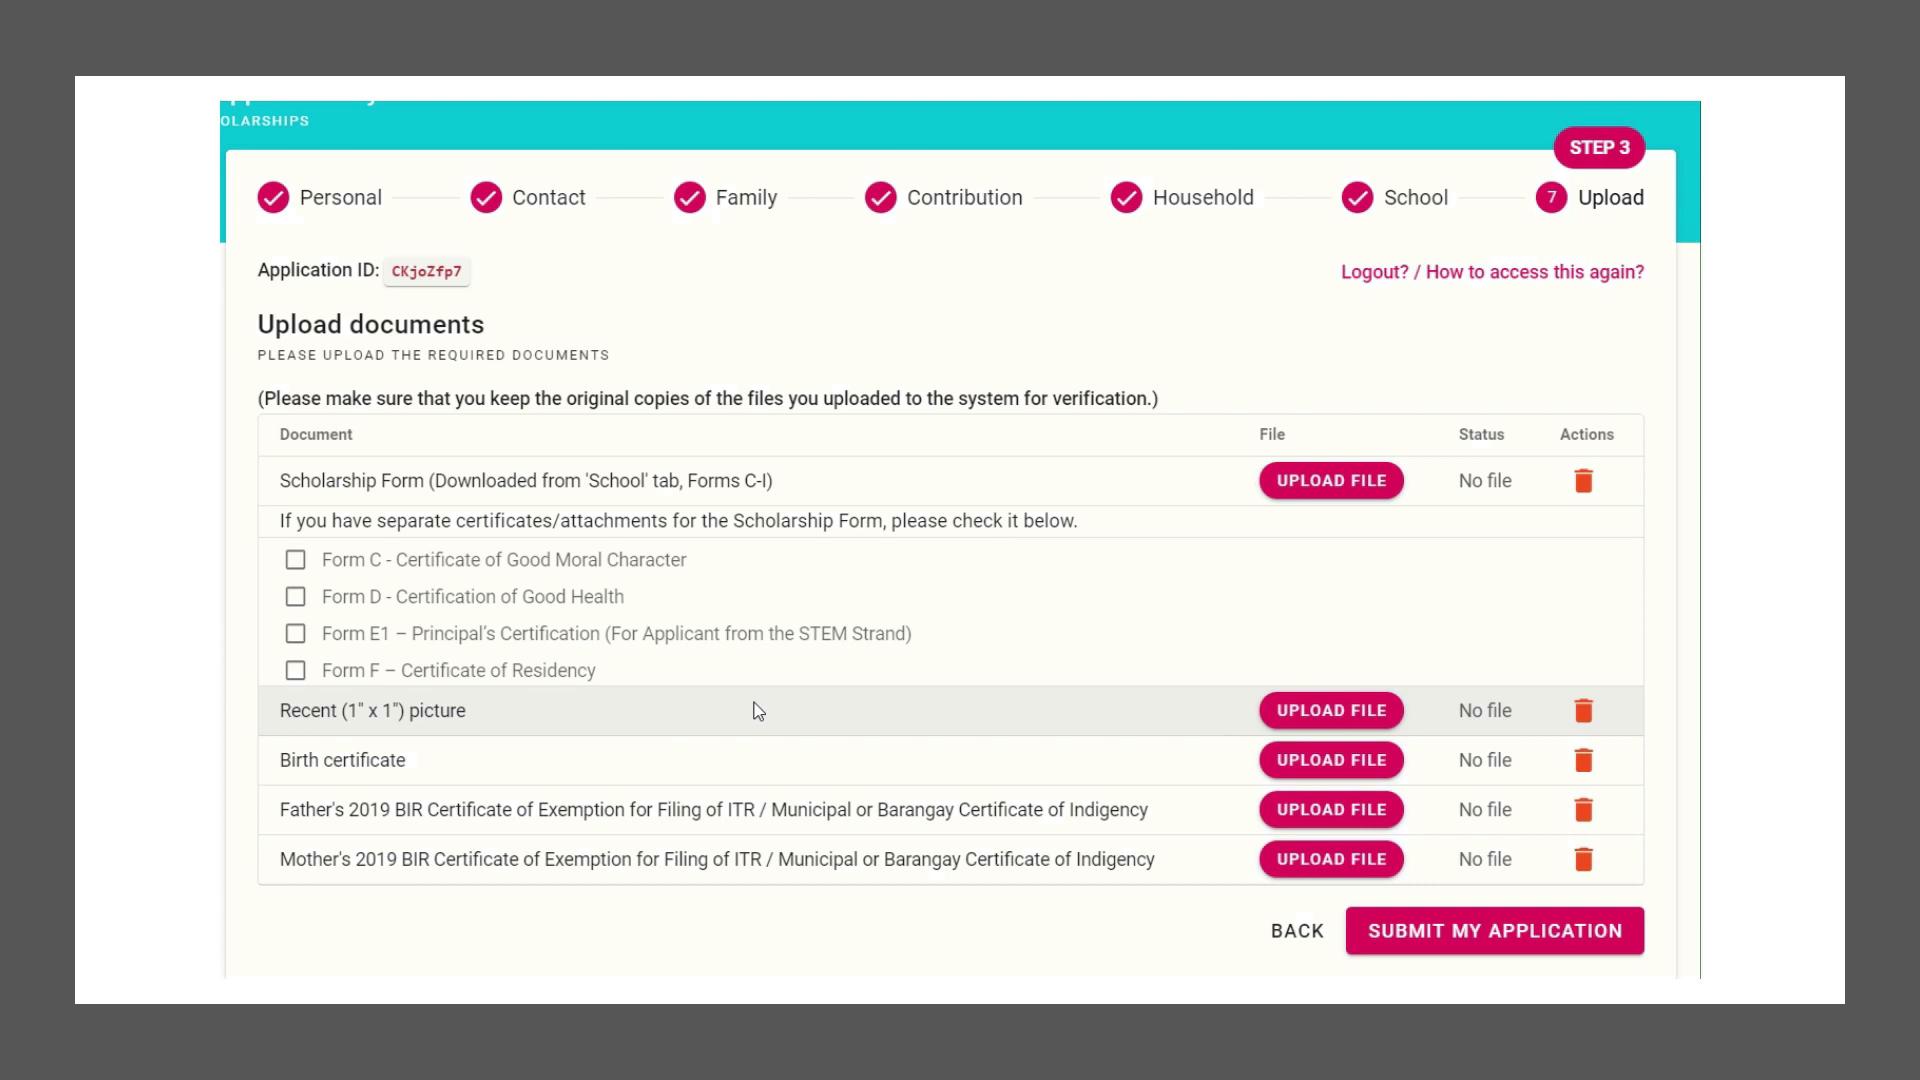 OLARSHIPS
STEP 3
Personal Contact Family Contribution Household School 7 Upload
Application ID: CKjoZfp7 Logout? / How to access this again?
Upload documents
PLEASE UPLOAD THE REQUIRED DOCUMENTS
(Please make sure that you keep the original copies of the files you uploaded to the system for verification.)
Document File Status Actions
Scholarship Form (Downloaded from 'School' tab, Forms C-I) UPLOAD FILE No file
If you have separate certificates/attachments for the Scholarship Form, please check it below.
Form C - Certificate of Good Moral Character
Form D - Certification of Good Health
Form E1 – Principal's Certification (For Applicant from the STEM Strand)
Form F – Certificate of Residency
Recent (1" x 1") picture UPLOAD FILE No file
Birth certificate UPLOAD FILE No file
Father's 2019 BIR Certificate of Exemption for Filing of ITR / Municipal or Barangay Certificate of Indigency UPLOAD FILE No file
Mother's 2019 BIR Certificate of Exemption for Filing of ITR / Municipal or Barangay Certificate of Indigency UPLOAD FILE No file
BACK SUBMIT MY APPLICATION